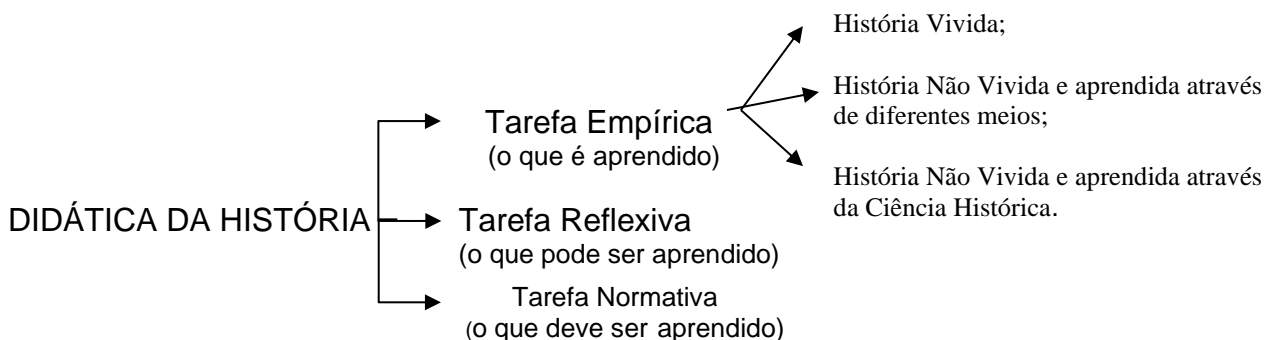 História Vivida;
História Não Vivida e aprendida através
de diferentes meios;
História Não Vivida e aprendida através
da Ciência Histórica.
Tarefa Empírica
(o que é aprendido)
DIDÁTICA DA HISTÓRIA
Tarefa Reflexiva
(o que pode ser aprendido)
Tarefa Normativa
(o que deve ser aprendido)